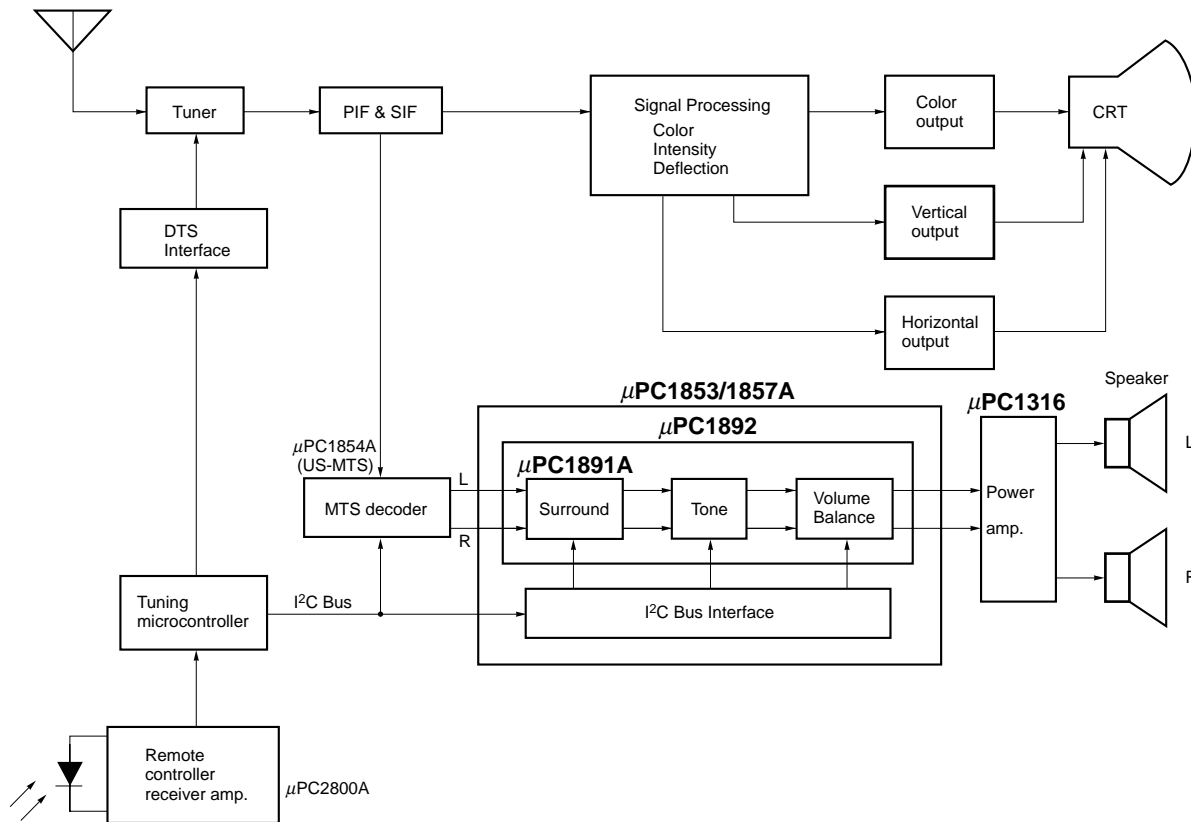 Tuner
PIF & SIF
Signal Processing
Color
Intensity
Deflection
Color
output
CRT
DTS
Interface
Vertical
output
Horizontal
output
μPC1853/1857A
Speaker
μPC1316
μPC1892
μPC1854A
(US-MTS)
μPC1891A
L
L
MTS decoder
Surround
Tone
Volume
Balance
Power
amp.
R
R
Tuning
microcontroller
I²C Bus
I²C Bus Interface
Remote
controller
receiver amp.
μPC2800A